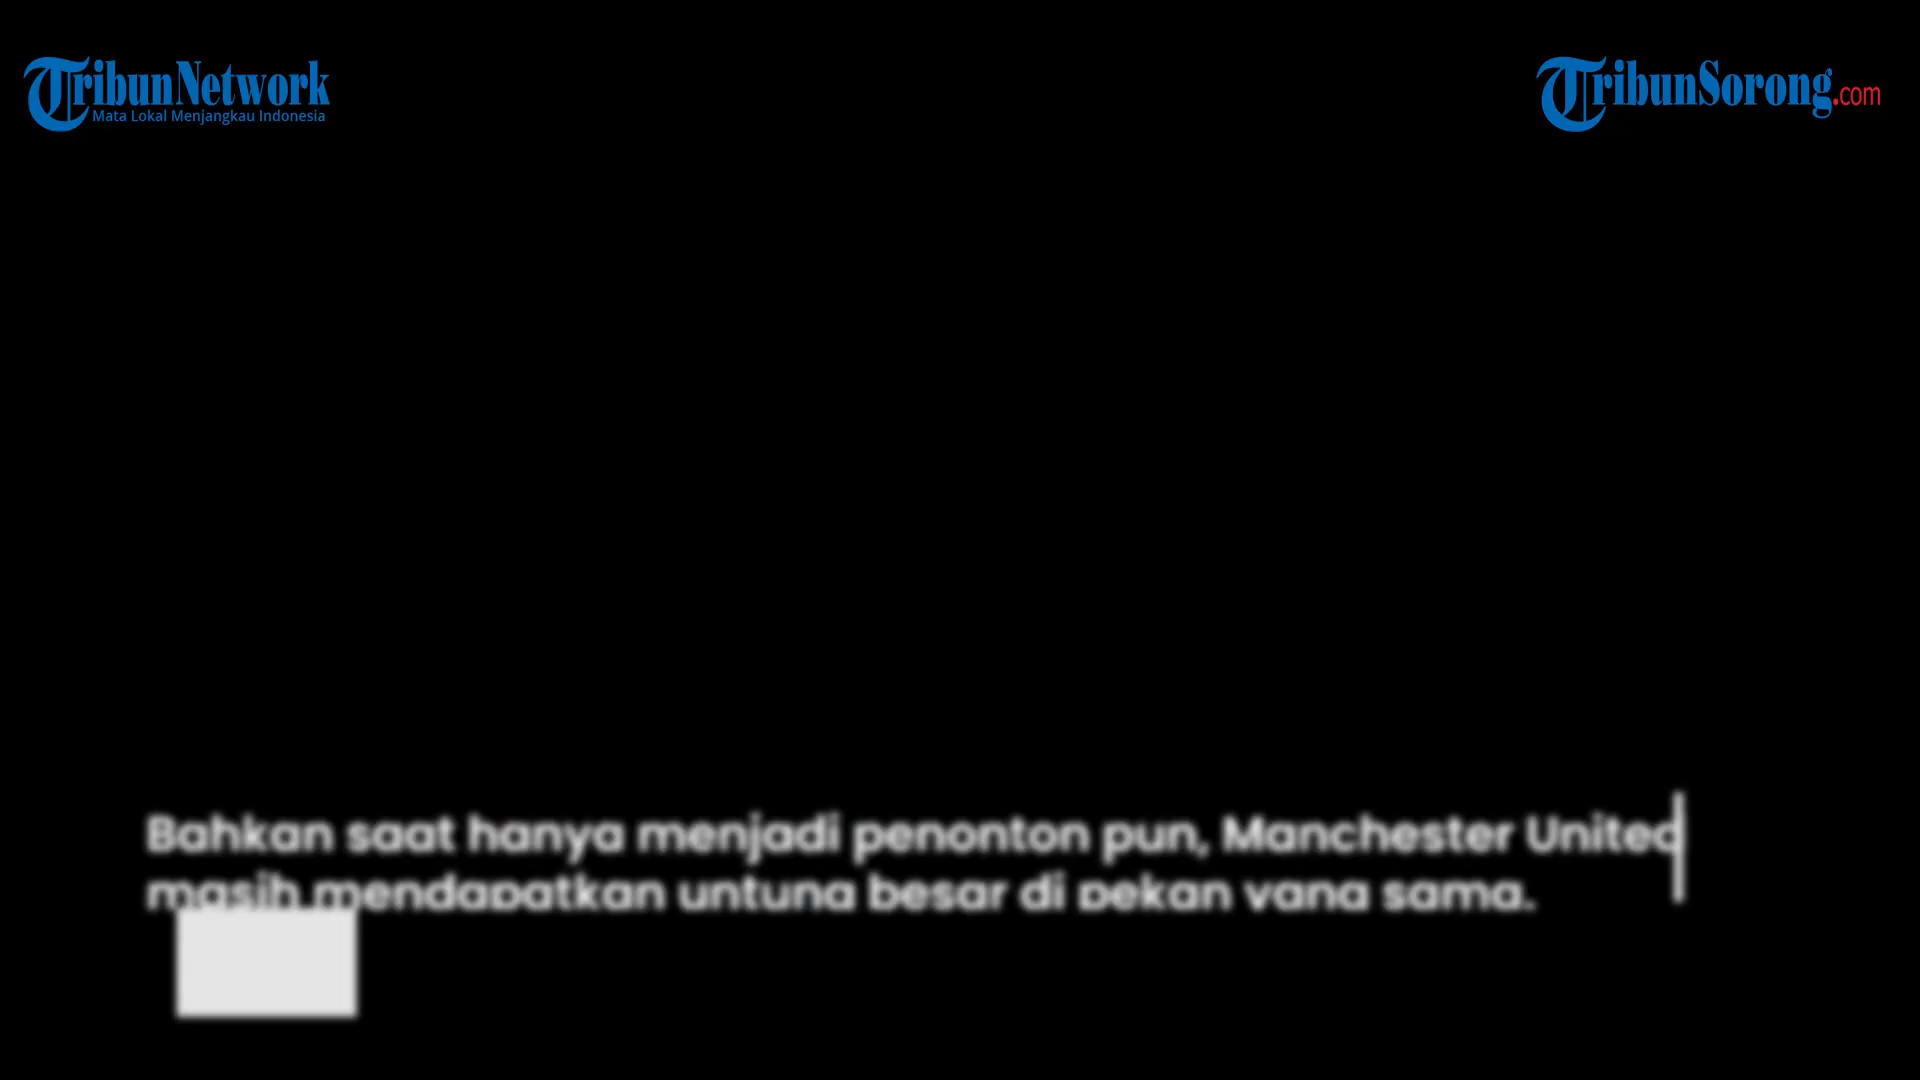 TribunNetwork
Mata Lokal Menjangkau Indonesia
TribunSorong.com
Bahkan saat hanya menjadi penonton pun, Manchester United
masih mendapatkan untung besar di pekan yang sama.